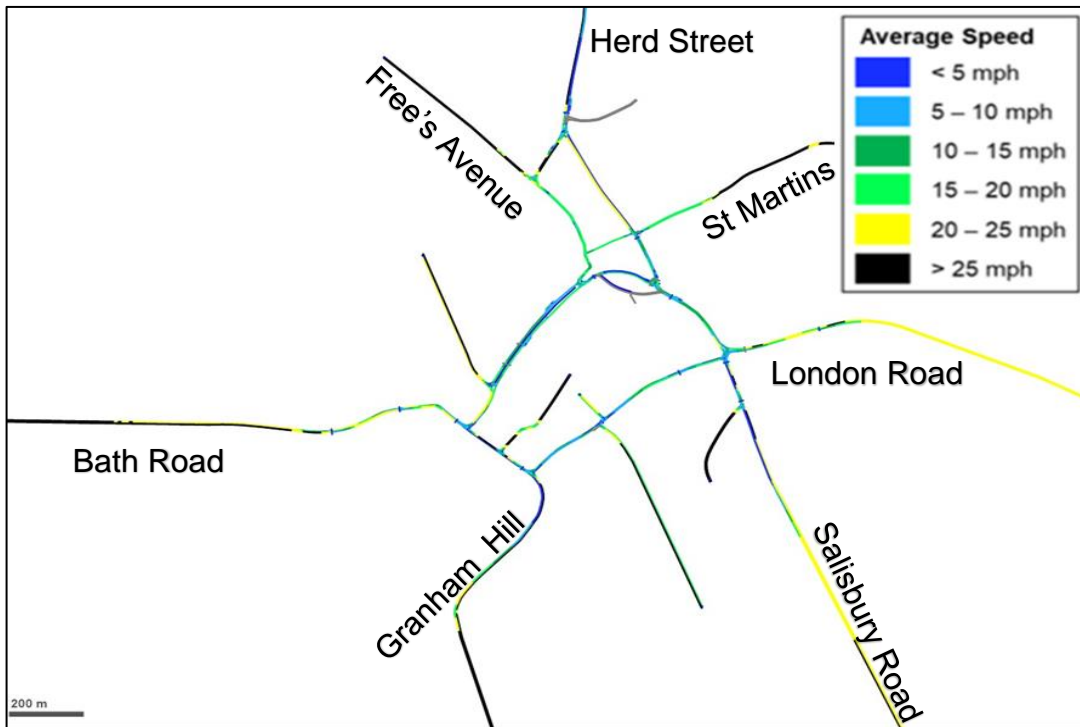 Herd Street
Free's Avenue
St Martins
London Road
Bath Road
Granham Hill
Salisbury Road
200 m
Average Speed
< 5 mph
5 – 10 mph
10 – 15 mph
15 – 20 mph
20 – 25 mph
> 25 mph